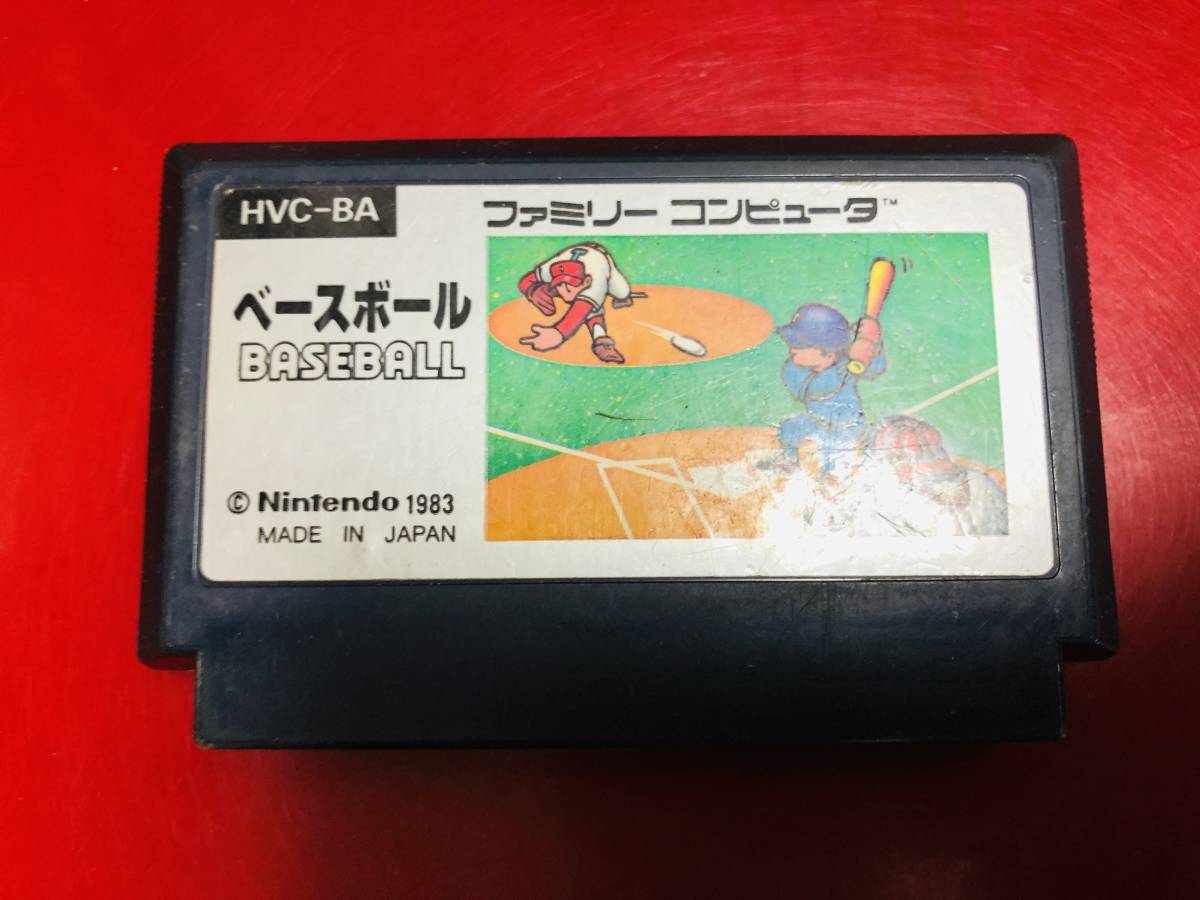 HVC-BA
ファミリー コンピュータ™
ベースボール
BASEBALL
© Nintendo 1983
MADE IN JAPAN